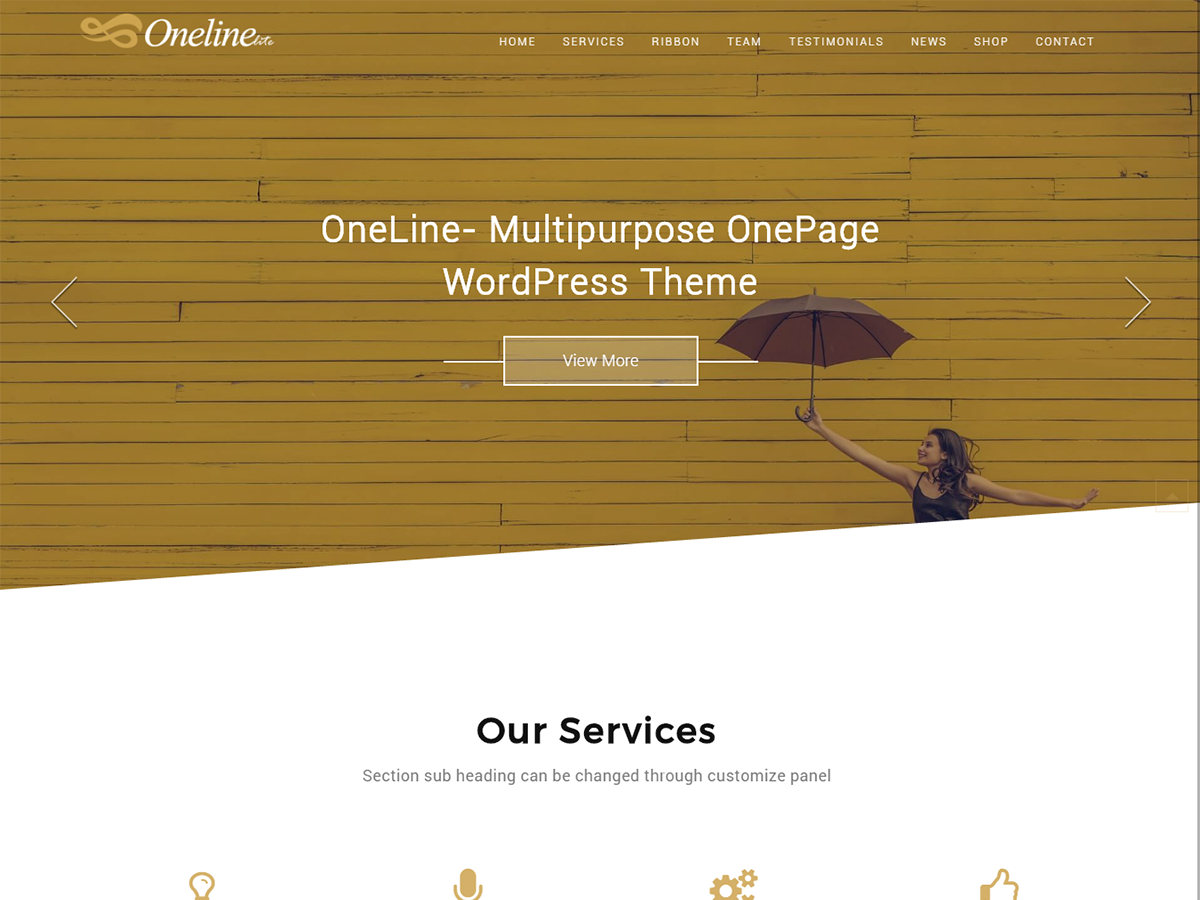 Oneline lite
HOME SERVICES RIBBON TEAM TESTIMONIALS NEWS SHOP CONTACT
OneLine- Multipurpose OnePage
WordPress Theme
View More
Our Services
Section sub heading can be changed through customize panel